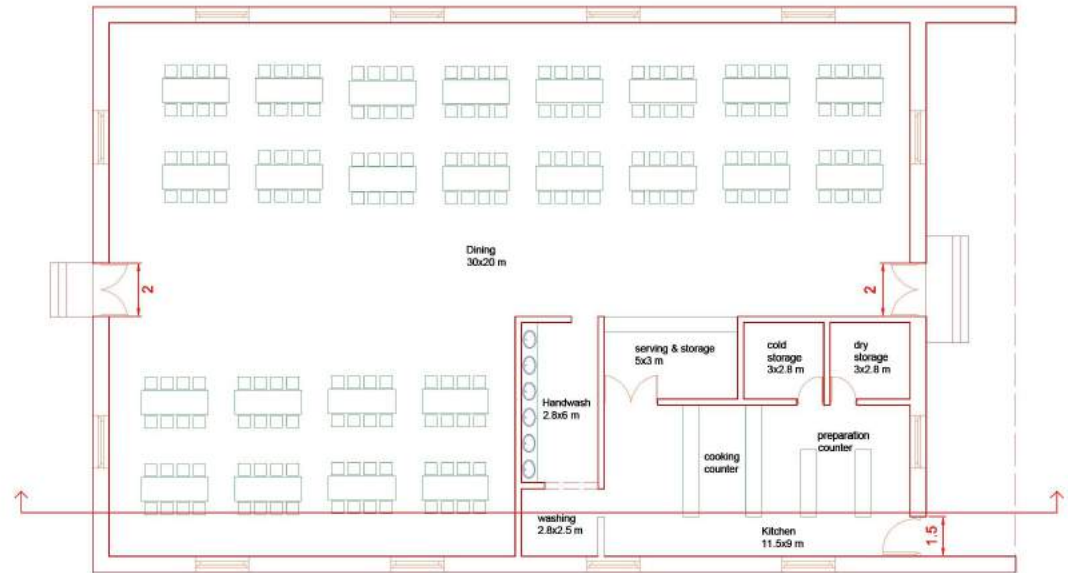 Dining
30x20 m
2
2
serving & storage
5x3 m
cold
storage
3x2.8 m
dry
storage
3x2.8 m
Handwash
2.8x6 m
preparation
counter
cooking
counter
washing
2.8x2.5 m
Kitchen
11.5x9 m
1.5